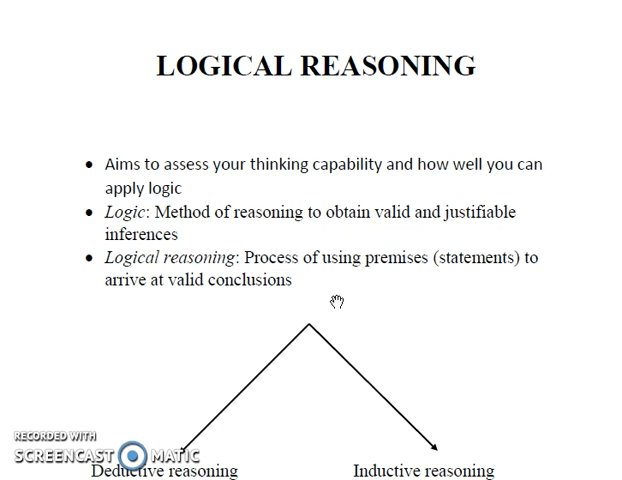 LOGICAL REASONING
• Aims to assess your thinking capability and how well you can
apply logic
• Logic: Method of reasoning to obtain valid and justifiable
inferences
• Logical reasoning: Process of using premises (statements) to
arrive at valid conclusions
RECORDED WITH
SCREENCAST MATIC
Deductive reasoning
Inductive reasoning